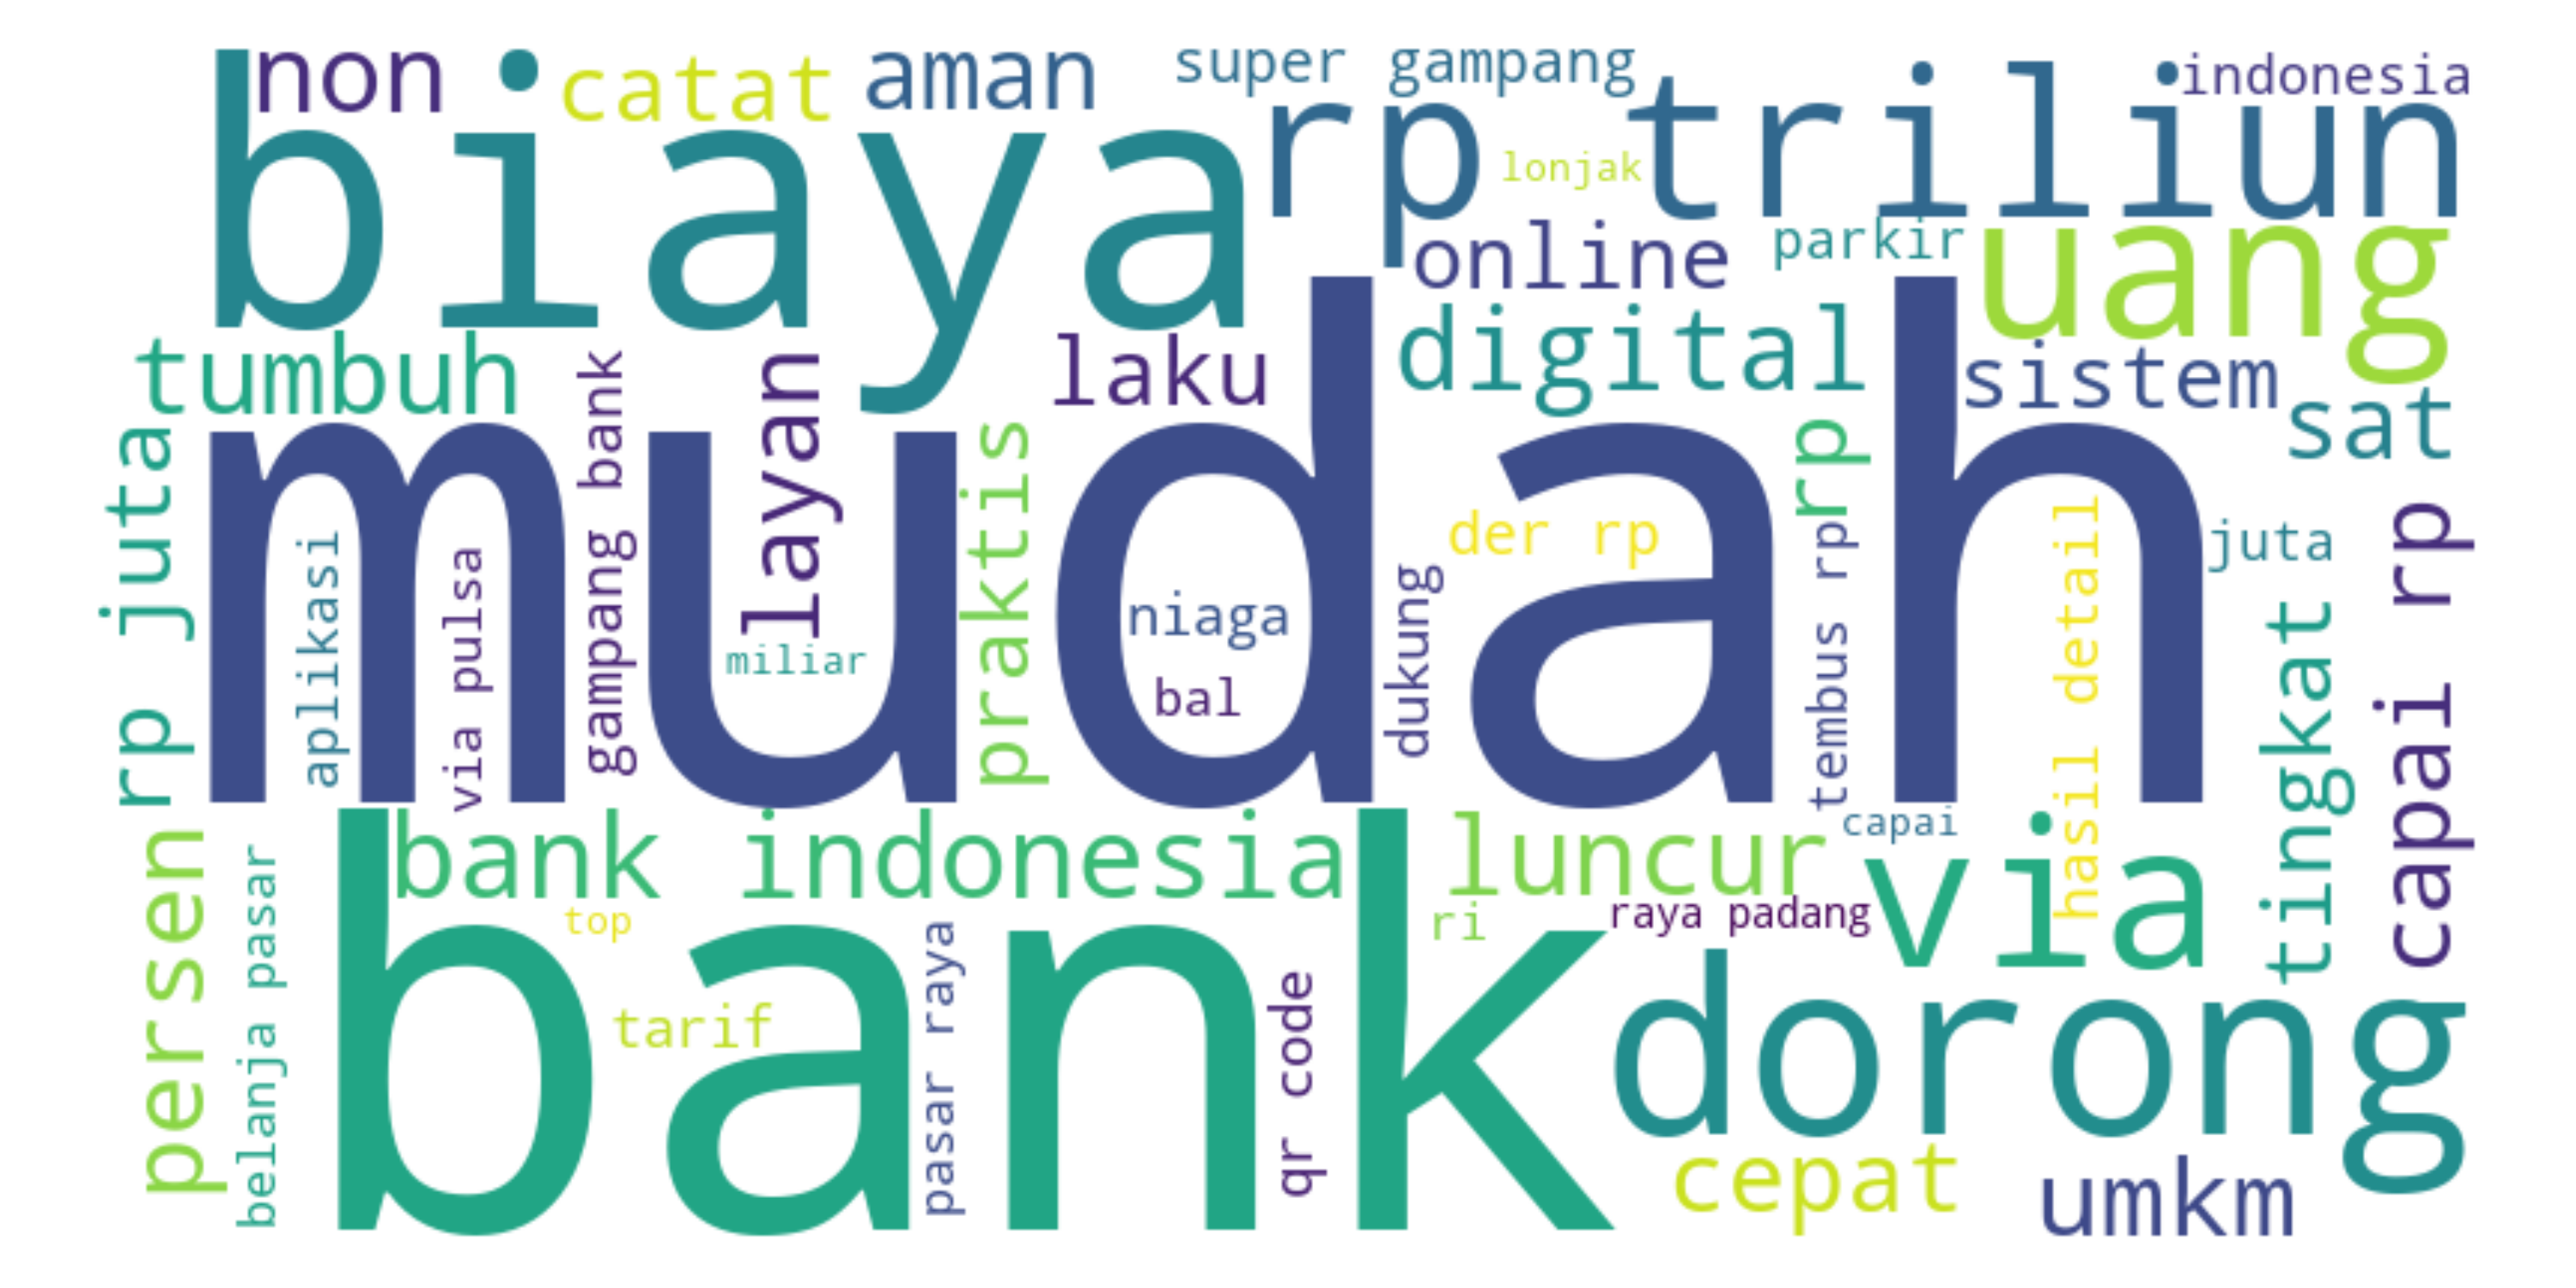 non
catat
aman
super gampang
indonesia
biaya
rp triliun
lonjak
online
parkir
uang
tumbuh
gampang bank
layan
laku
digital
sistem
sat
rp juta
mudah
praktis
rp
der rp
aplikasi
via pulsa
miliar
niaga
bal
dukung
tembus rp
hasil detail
juta
tingkat
capai rp
persen
belanja pasar
bank indonesia
luncur
capai
via
top
ri
raya padang
bank
tarif
pasar raya
qr code
dorong
cepat
umkm